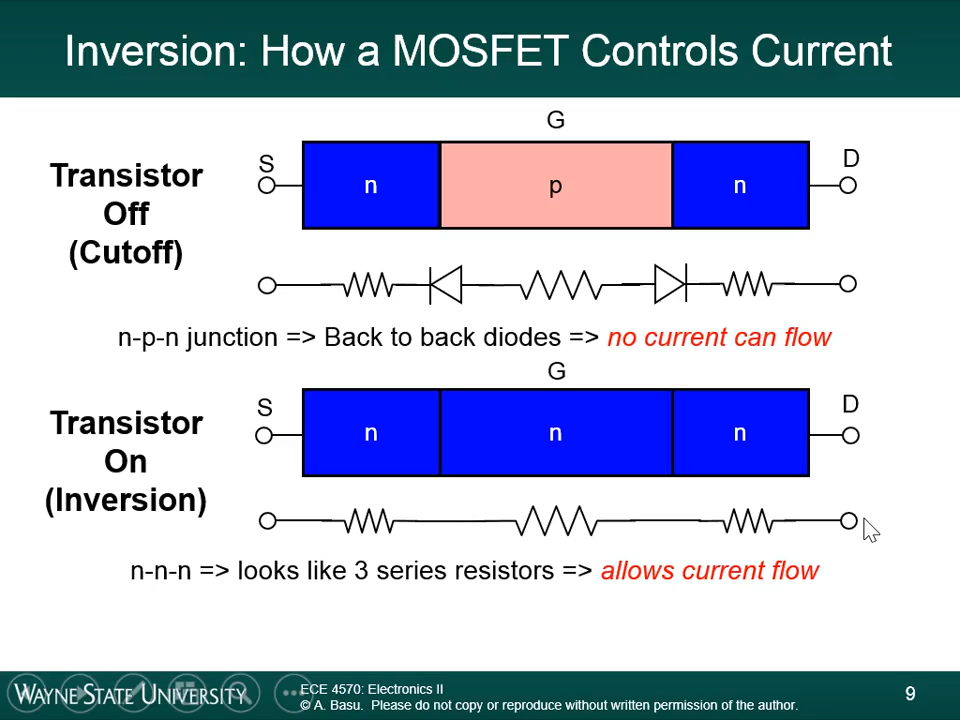 Inversion: How a MOSFET Controls Current
G
Transistor
Off
(Cutoff)
S
n
p
n
D
n-p-n junction => Back to back diodes => no current can flow
G
Transistor
On
(Inversion)
S
n
n
n
D
n-n-n => looks like 3 series resistors => allows current flow
WAYNE STATE UNIVERSITY
ECE 4570: Electronics II
© A. Basu. Please do not copy or reproduce without written permission of the author.
9